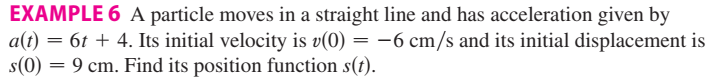 EXAMPLE 6 A particle moves in a straight line and has acceleration given by
a(t) = 6t + 4. Its initial velocity is v(0) = −6 cm/s and its initial displacement is
s(0) = 9 cm. Find its position function s(t).